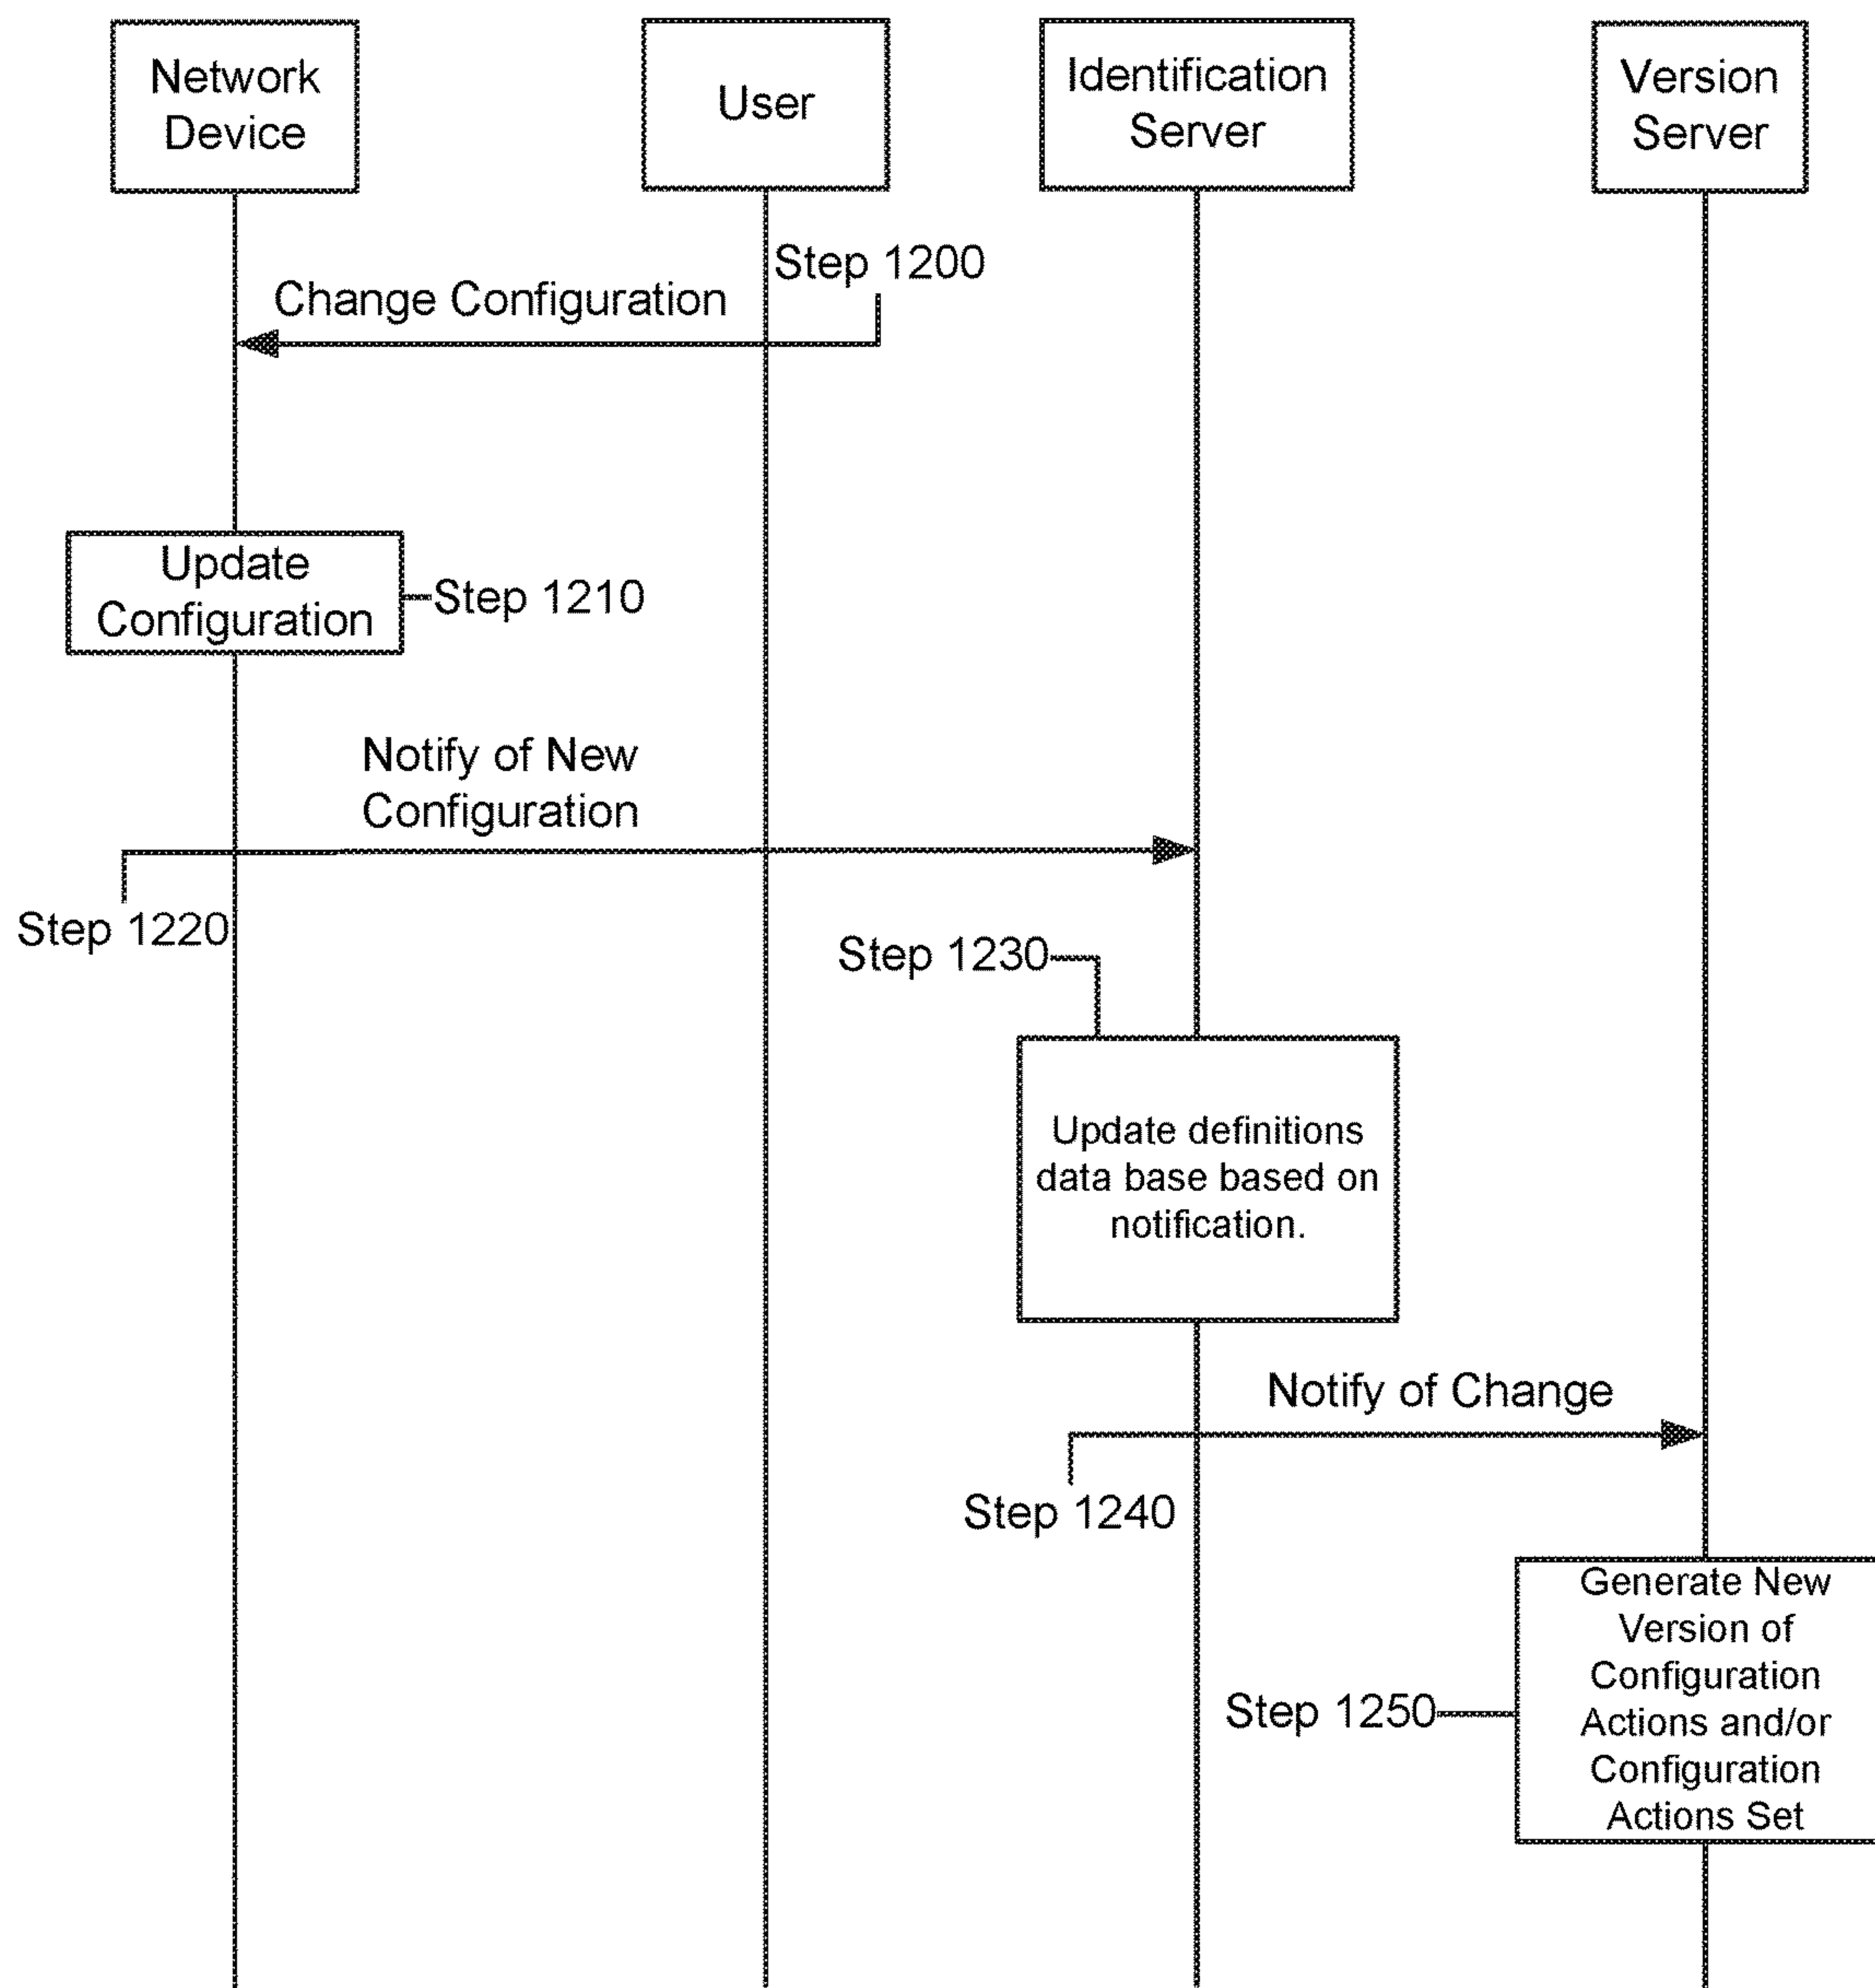 Network
Device
User
Identification
Server
Version
Server
Step 1200
Change Configuration
Update
Configuration
Step 1210
Notify of New
Configuration
Step 1220
Step 1230
Update definitions
data base based on
notification.
Notify of Change
Step 1240
Generate New
Version of
Configuration
Actions and/or
Configuration
Actions Set
Step 1250